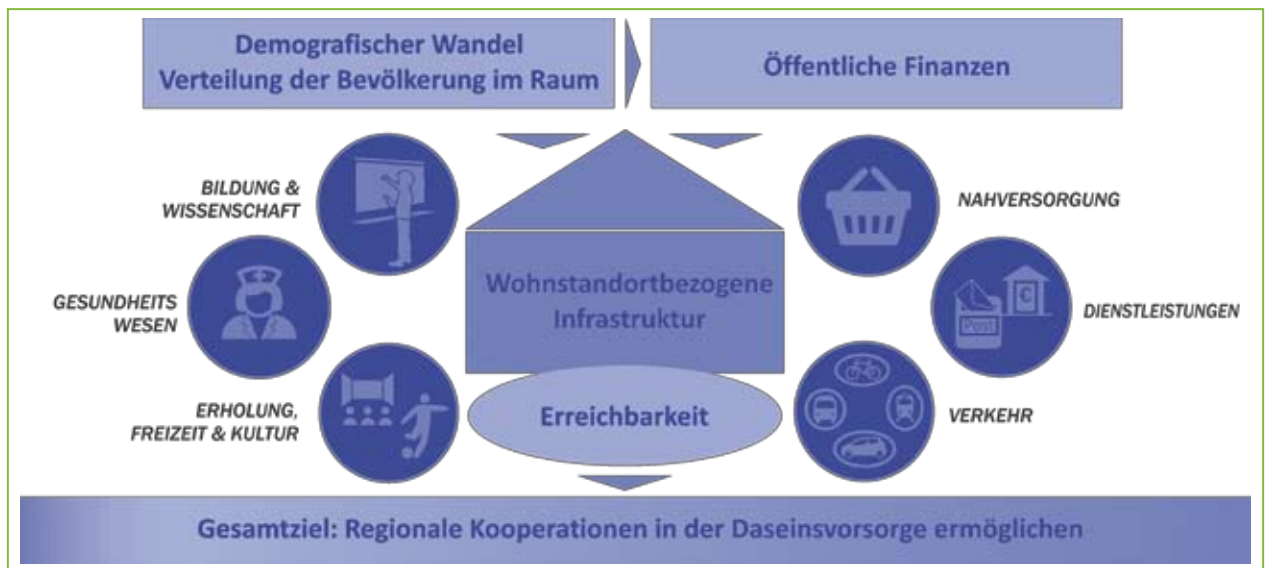 Demografischer Wandel
Verteilung der Bevölkerung im Raum
Öffentliche Finanzen
BILDUNG &
WISSENSCHAFT
NAHVERSORGUNG
GESUNDHEITS
WESEN
Wohnstandortbezogene
Infrastruktur
€
Post
DIENSTLEISTUNGEN
ERHOLUNG,
FREIZEIT & KULTUR
Erreichbarkeit
VERKEHR
Gesamtziel: Regionale Kooperationen in der Daseinsvorsorge ermöglichen